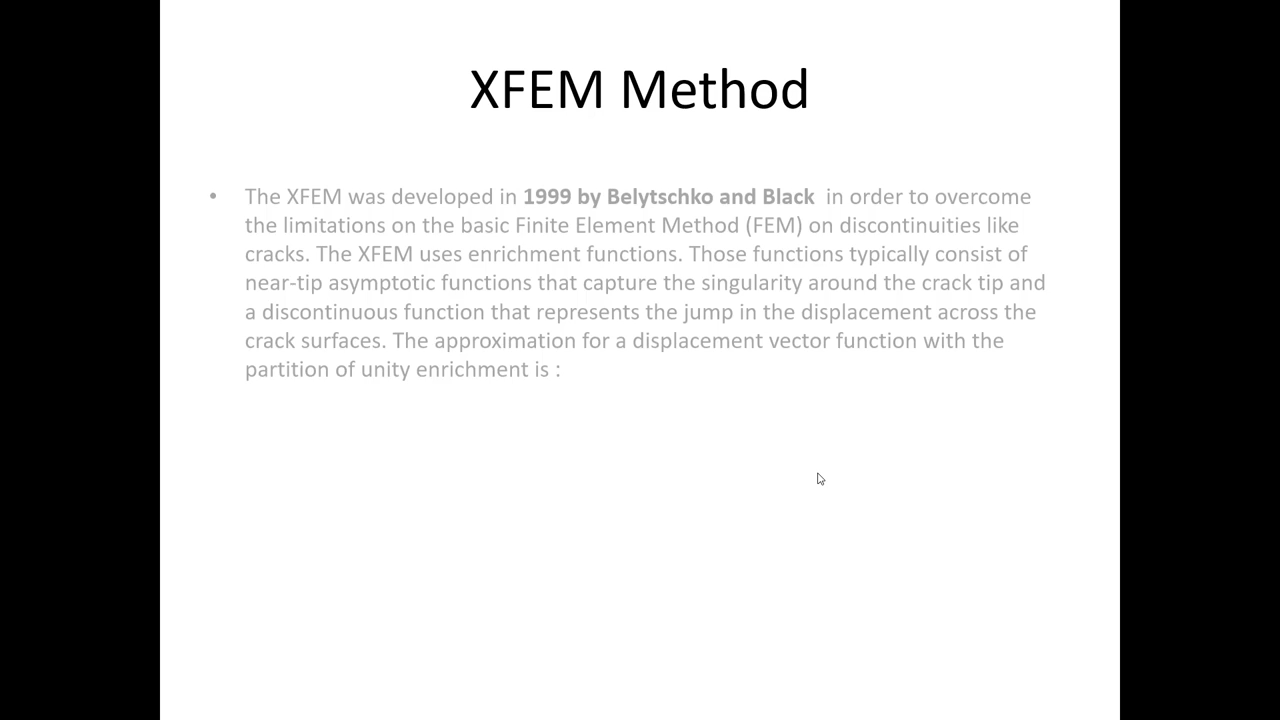 XFEM Method
• The XFEM was developed in 1999 by Belytschko and Black in order to overcome
the limitations on the basic Finite Element Method (FEM) on discontinuities like
cracks. The XFEM uses enrichment functions. Those functions typically consist of
near-tip asymptotic functions that capture the singularity around the crack tip and
a discontinuous function that represents the jump in the displacement across the
crack surfaces. The approximation for a displacement vector function with the
partition of unity enrichment is :